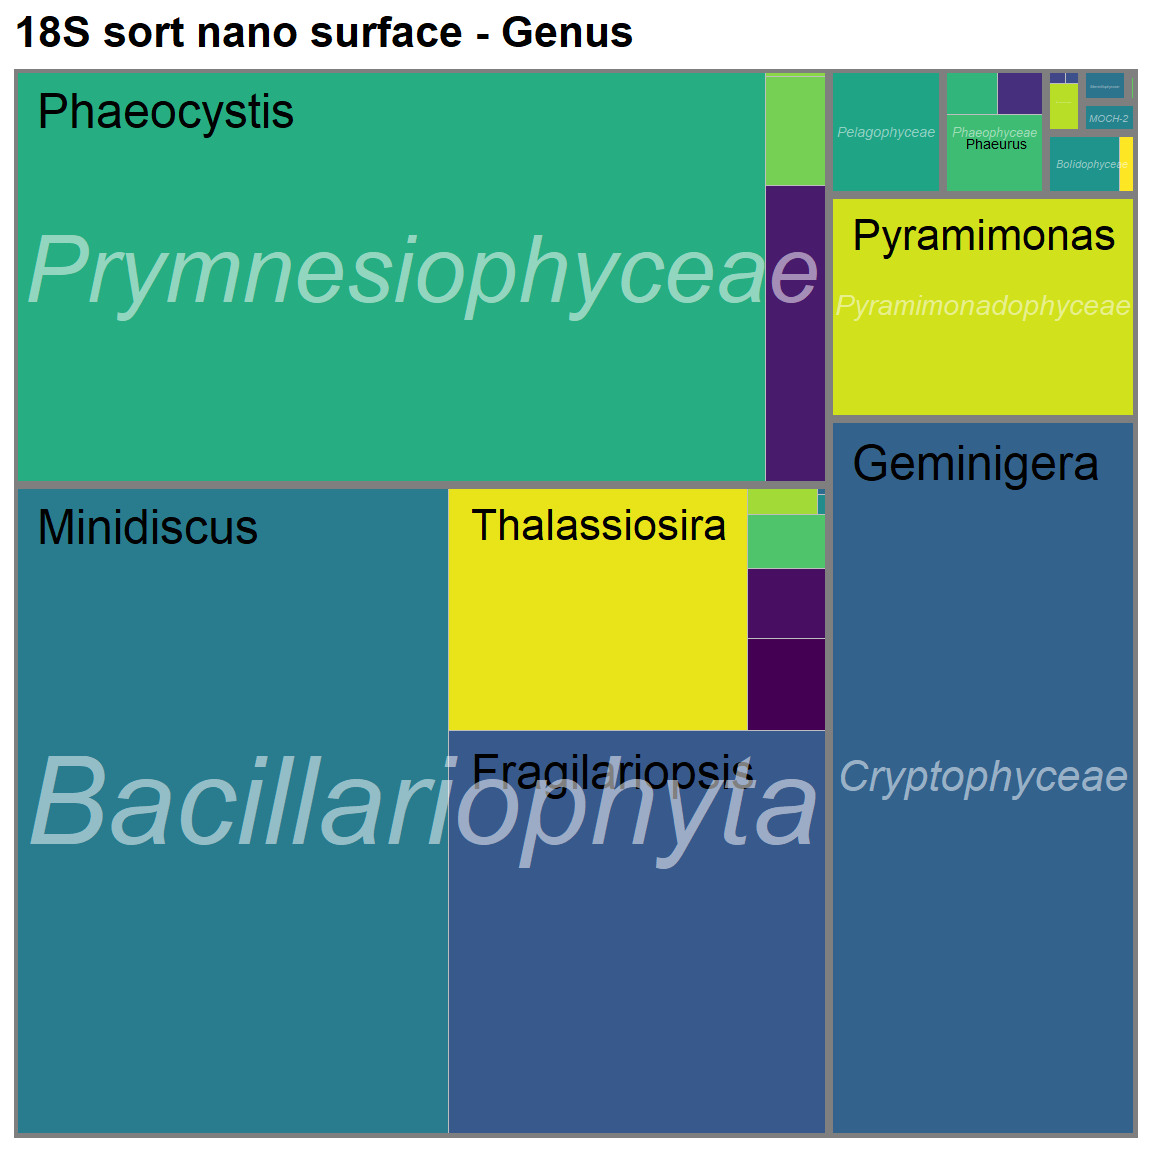 18S sort nano surface - Genus
Phaeocystis
Prymnesiophyceae
Pelagophyceae
Phaeophyceae
Phaeurus
MOCH-2
Bolidophyceae
Pyramimonas
Pyramimonadophyceae
Minidiscus
Thalassiosira
Fragilariopsis
Bacillariophyta
Geminigera
Cryptophyceae